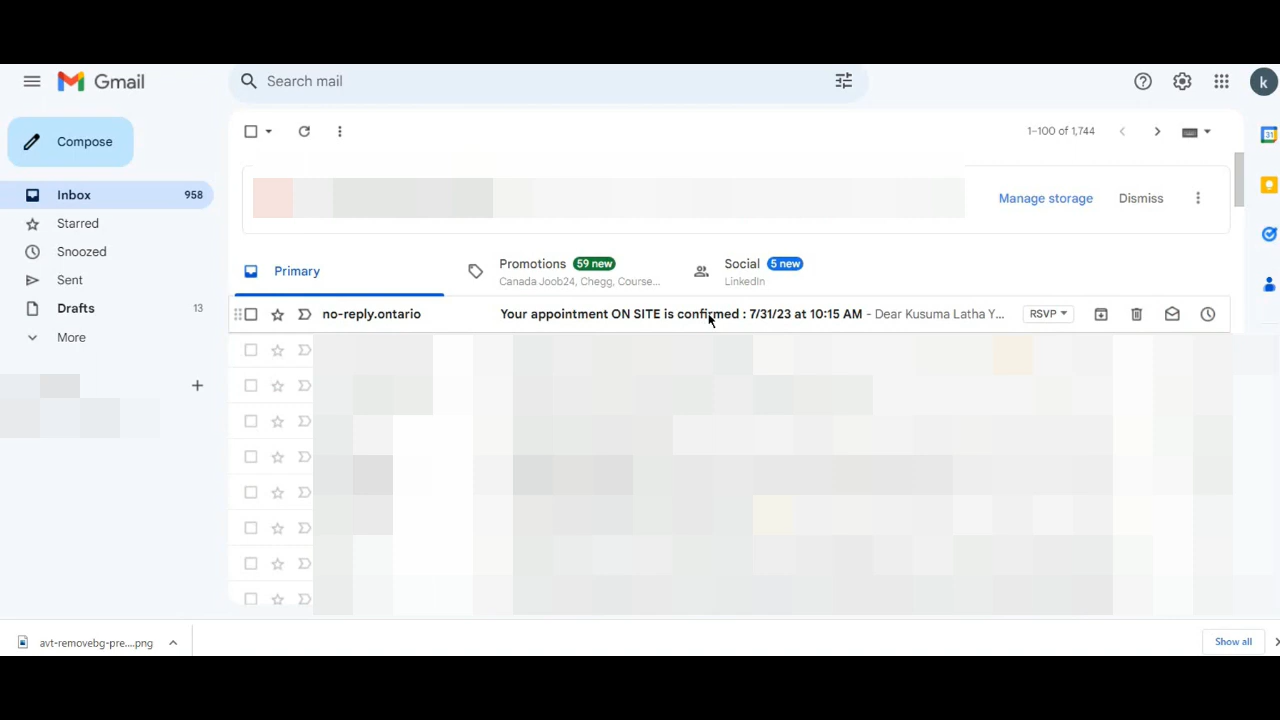 Gmail
Search mail
k
Compose
1–100 of 1,744
31
Inbox 958
Manage storage Dismiss
Starred
Snoozed
Primary
Promotions 59 new
Canada Joob24, Chegg, Course...
Social 5 new
LinkedIn
Sent
Drafts 13
no-reply.ontario Your appointment ON SITE is confirmed : 7/31/23 at 10:15 AM - Dear Kusuma Latha Y... RSVP
More
avt-removebg-pre....png
Show all